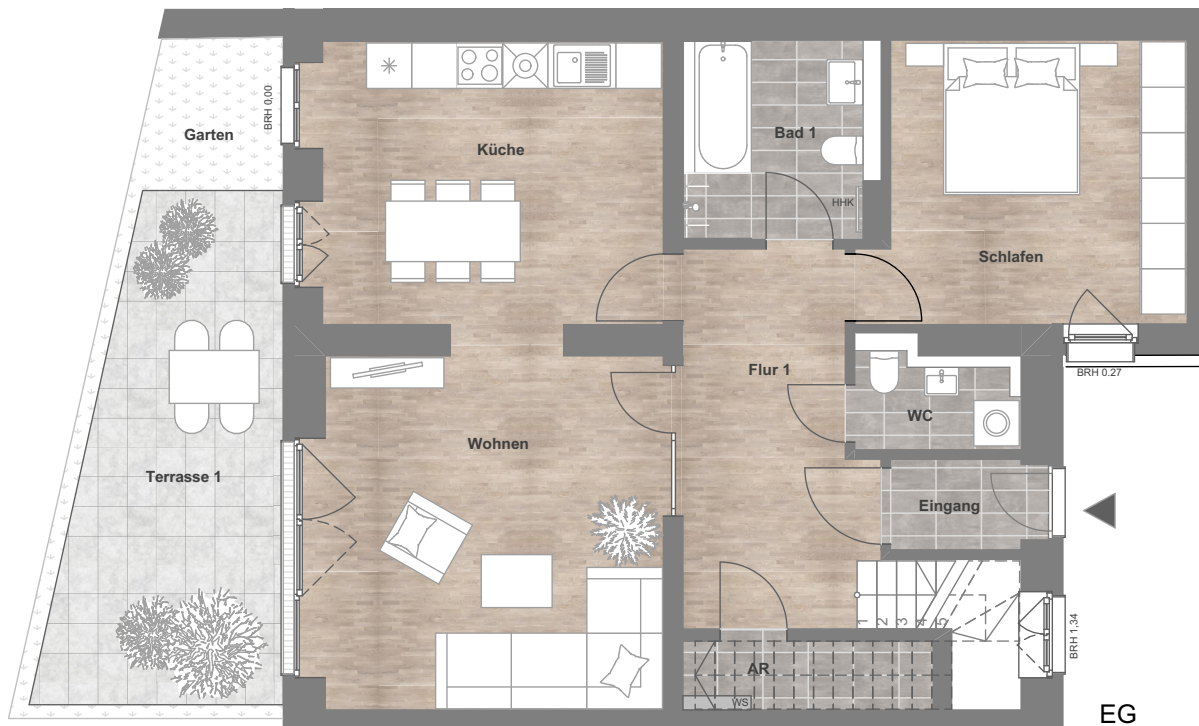 Garten
BRH 0,00
Küche
Bad 1
HHK
Schlafen
BRH 0.27
Flur 1
WC
Wohnen
Terrasse 1
Eingang
1
2
3
4
5
BRH 1,34
AR
WS
EG